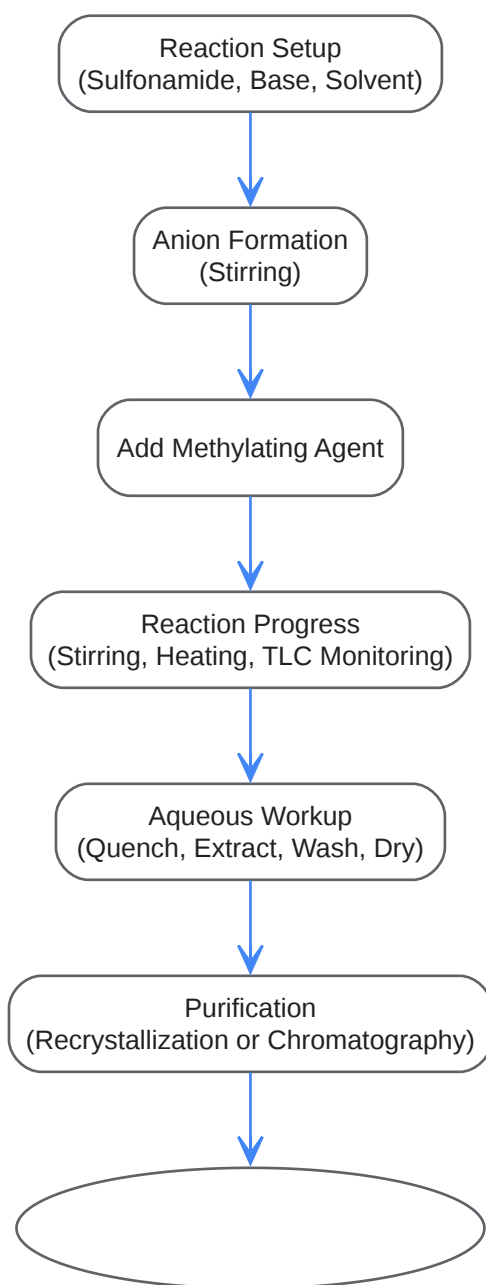 Reaction Setup
(Sulfonamide, Base, Solvent)
Anion Formation
(Stirring)
Add Methylating Agent
Reaction Progress
(Stirring, Heating, TLC Monitoring)
Aqueous Workup
(Quench, Extract, Wash, Dry)
Purification
(Recrystallization or Chromatography)